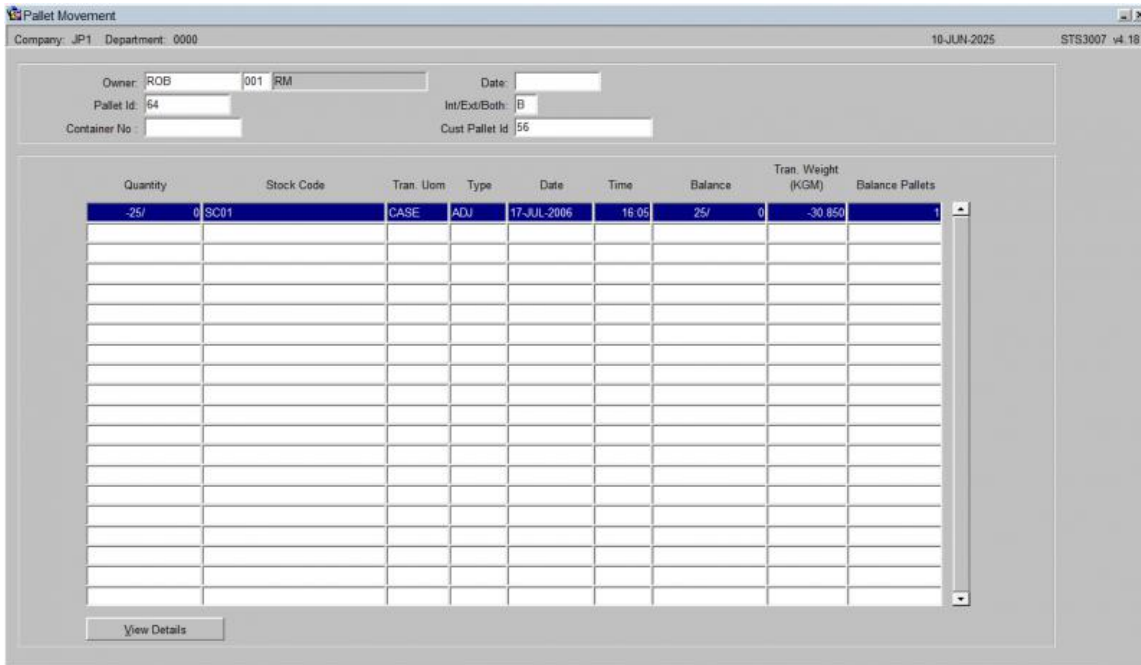 Pallet Movement
Company: JP1 Department: 0000 10-JUN-2025 STS3007 v4.18
Owner: ROB 001 RM Date:
Pallet Id: 64 Int/Ext/Both: B
Container No : Cust Pallet Id 56
Tran. Weight
Quantity Stock Code Tran. Uom Type Date Time Balance (KGM) Balance Pallets
-25/ 0 SC01 CASE ADJ 17-JUL-2006 16:05 25/ 0 -30.850 1
View Details